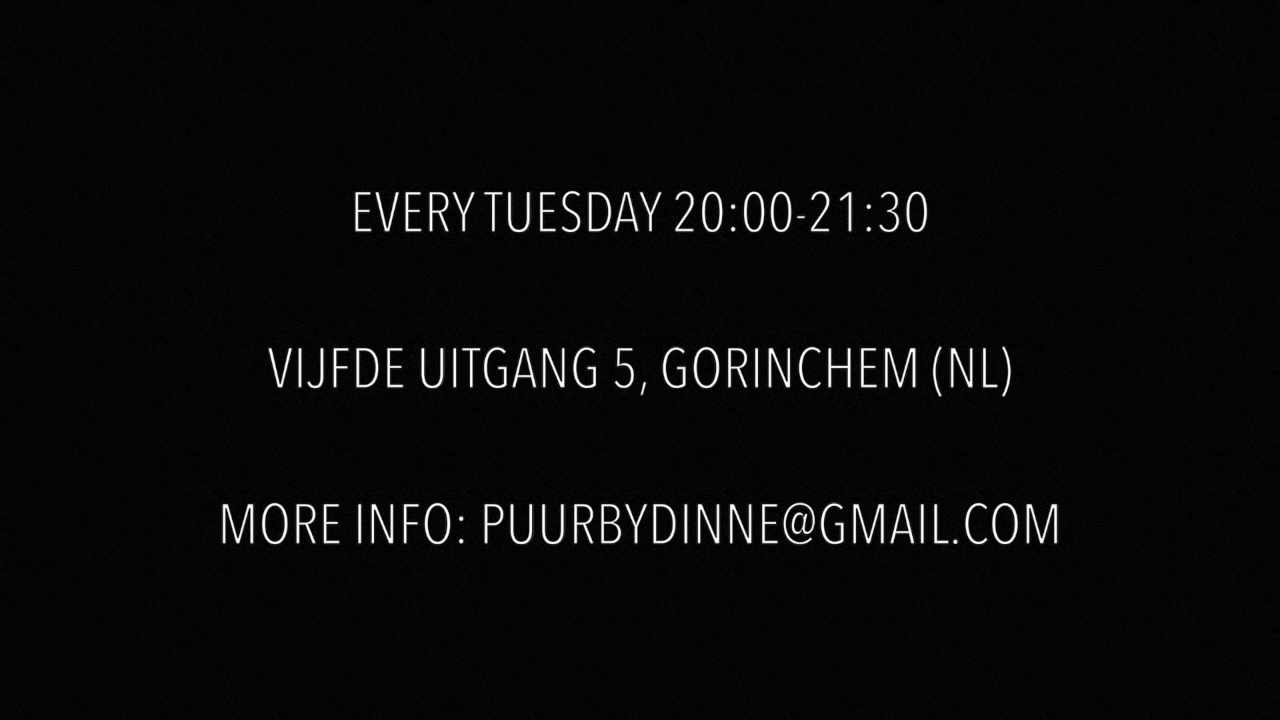 EVERY TUESDAY 20:00-21:30
VIJFDE UITGANG 5, GORINCHEM (NL)
MORE INFO: PUURBYDINNE@GMAIL.COM